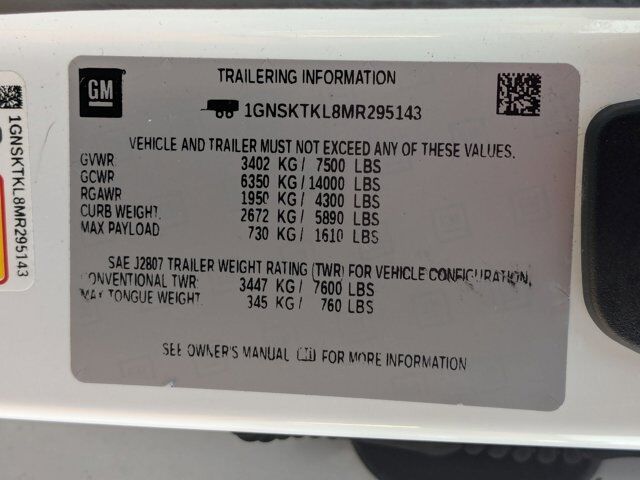 GM
TRAILERING INFORMATION
1GNSKTKL8MR295143
VEHICLE AND TRAILER MUST NOT EXCEED ANY OF THESE VALUES.
GVWR 3402 KG/ 7500 LBS
GCWR 6350 KG/ 14000 LBS
RGAWR 1950 KG/ 4300 LBS
CURB WEIGHT. 2672 KG/ 5890 LBS
MAX PAYLOAD 730 KG/ 1610 LBS
SAE J2807 TRAILER WEIGHT RATING (TWR) FOR VEHICLE CONFIGURATION.
CONVENTIONAL TWR: 3447 KG/ 7600 LBS
MAX TONGUE WEIGHT: 345 KG/ 760 LBS
SEE OWNER'S MANUAL FOR MORE INFORMATION
1GNSKTKL8MR295143